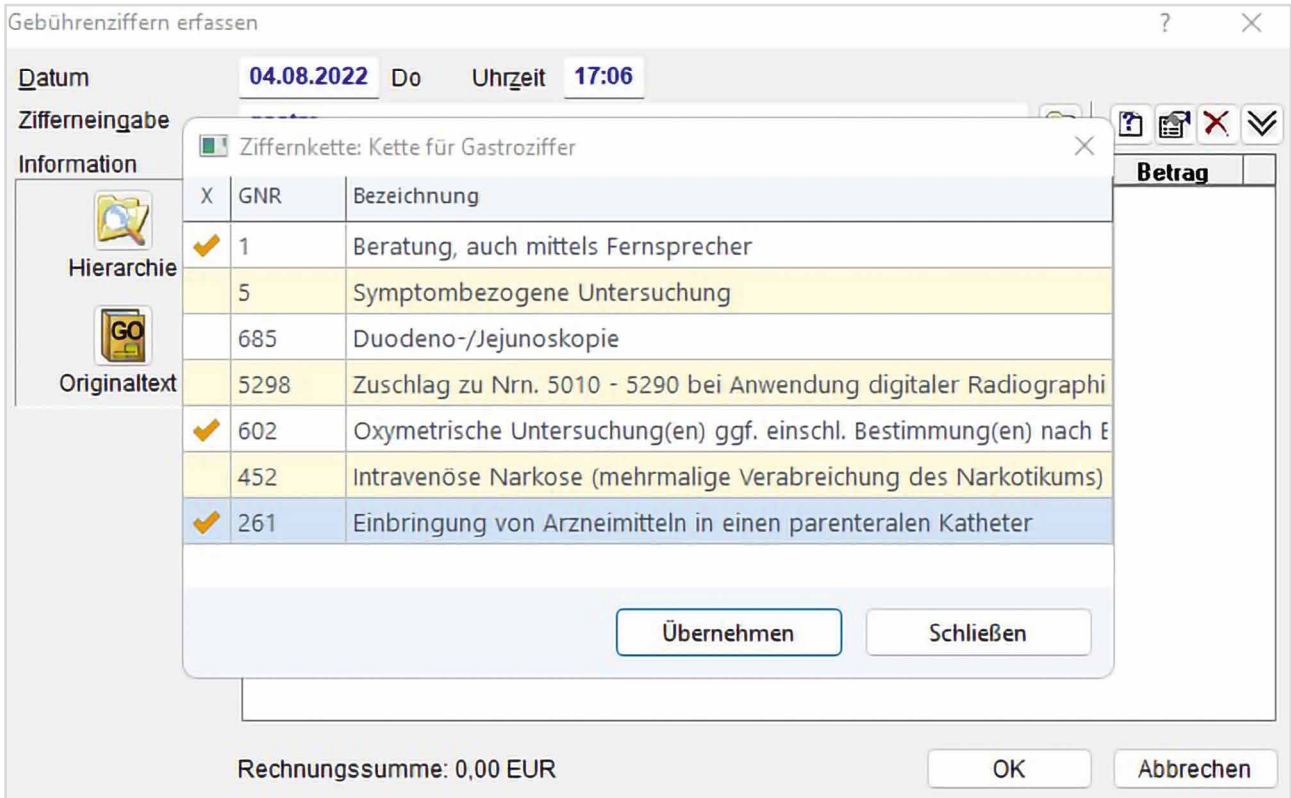 Gebührenziffern erfassen ?
Datum 04.08.2022 Do Uhrzeit 17:06
Zifferneingabe
Information Betrag
Hierarchie
GO
Originaltext
Ziffernkette: Kette für Gastroziffer
X GNR Bezeichnung
1 Beratung, auch mittels Fernsprecher
5 Symptombezogene Untersuchung
685 Duodeno-/Jejunoskopie
5298 Zuschlag zu Nrn. 5010 - 5290 bei Anwendung digitaler Radiographi
602 Oxymetrische Untersuchung(en) ggf. einschl. Bestimmung(en) nach
452 Intravenöse Narkose (mehrmalige Verabreichung des Narkotikums)
261 Einbringung von Arzneimitteln in einen parenteralen Katheter
Übernehmen Schließen
Rechnungssumme: 0,00 EUR OK Abbrechen